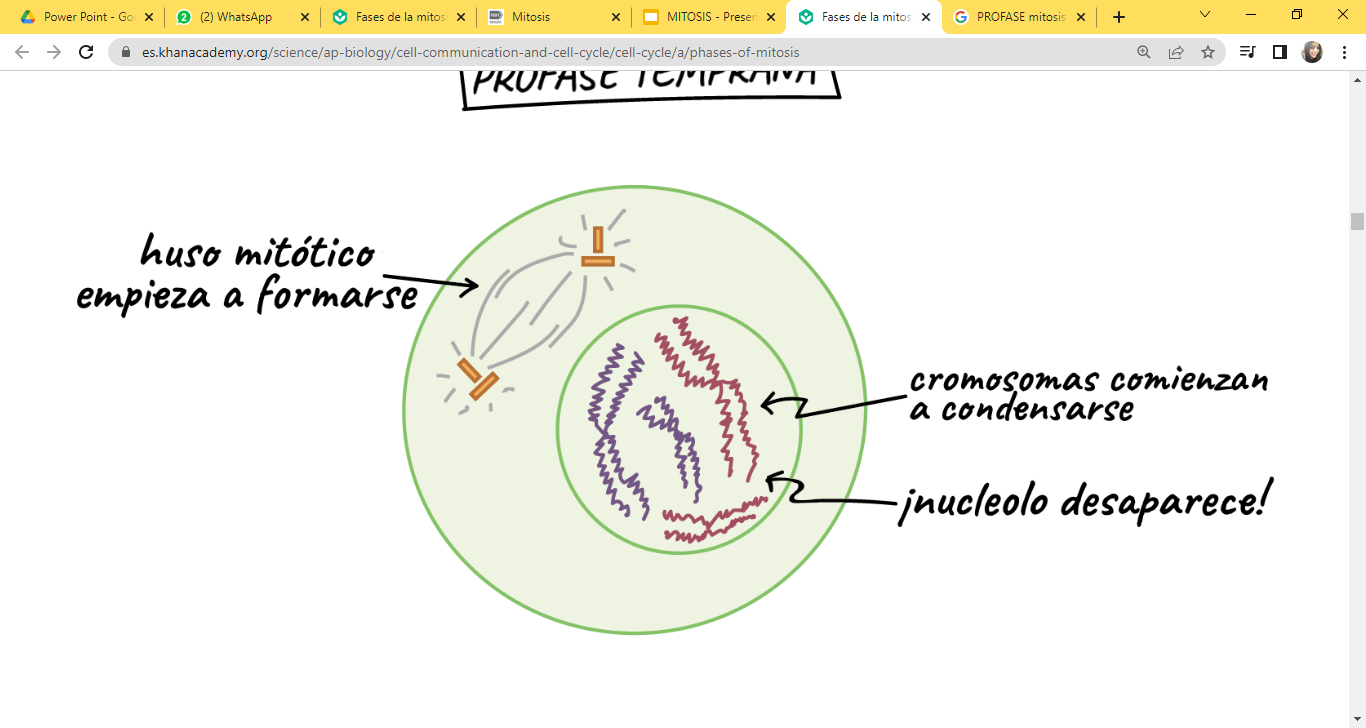 Power Point - Go
(2) WhatsApp
Fases de la mitos
Mitosis
MITOSIS - Presen
Fases de la mitos
PROFASE mitosis
es.khanacademy.org/science/ap-biology/cell-communication-and-cell-cycle/cell-cycle/a/phases-of-mitosis
PROFASE TEMPRANA
huso mitótico
empieza a formarse
cromosomas comienzan
a condensarse
¡nucleolo desaparece!